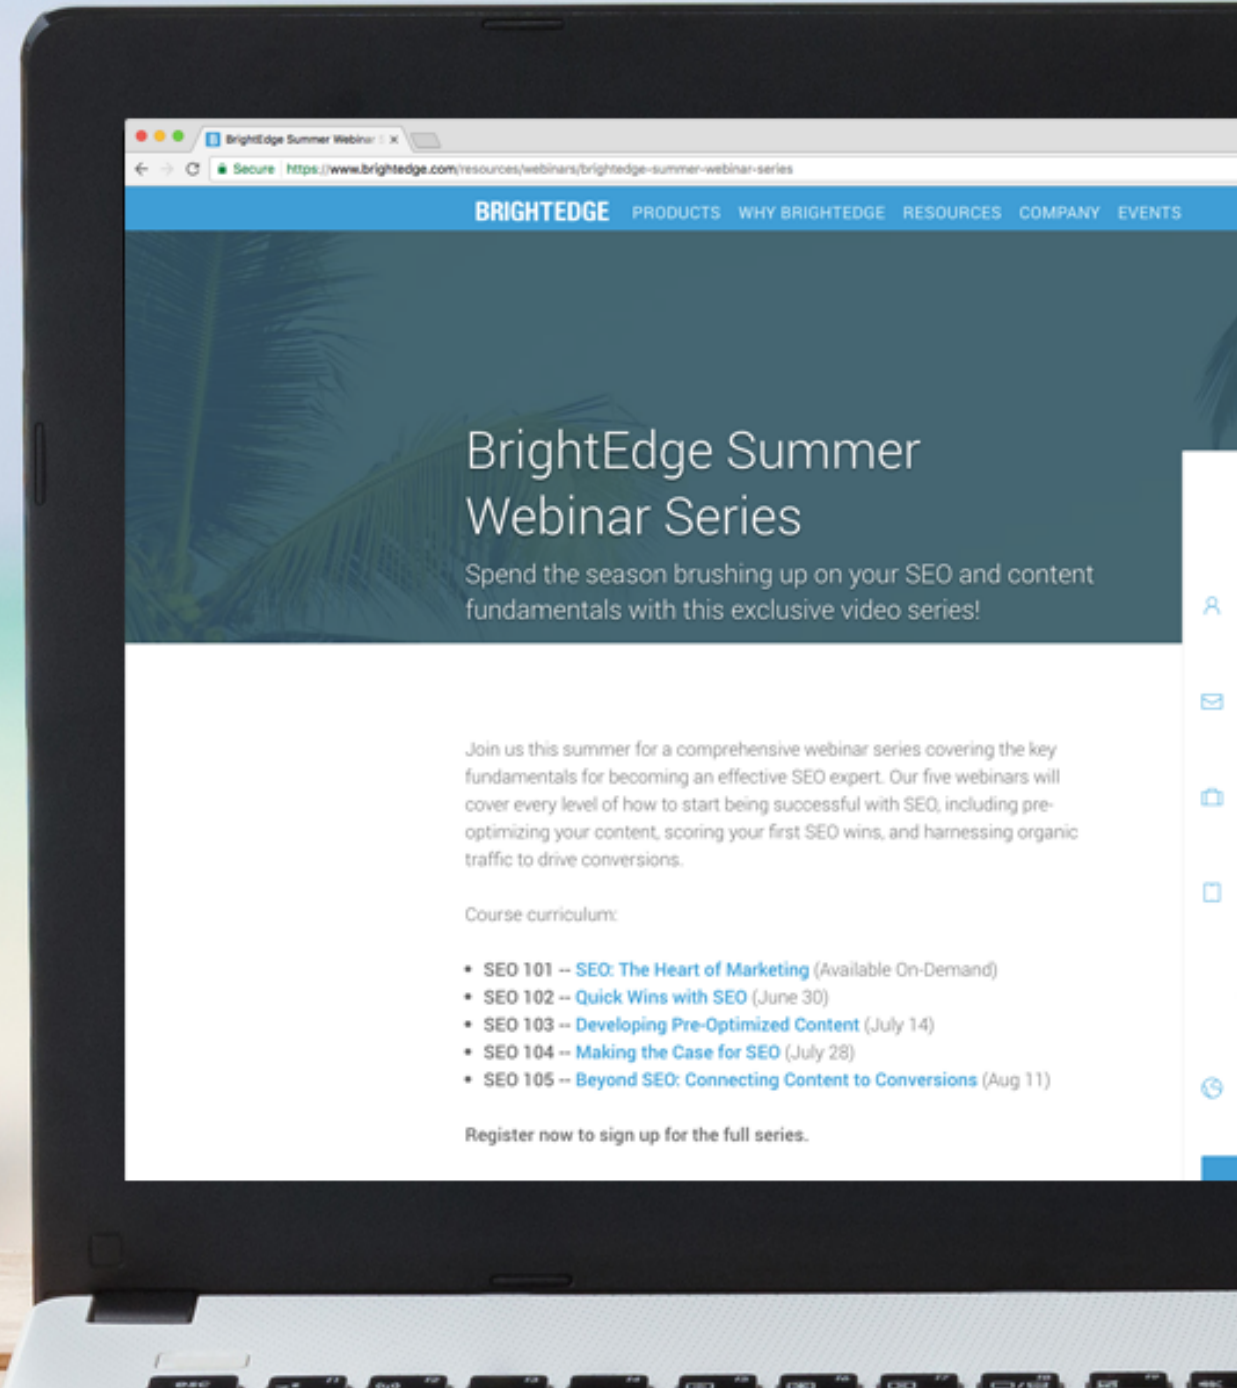 BrightEdge Summer Webinar S
Secure https://www.brightedge.com/resources/webinars/brightedge-summer-webinar-series
BRIGHTEDGE PRODUCTS WHY BRIGHTEDGE RESOURCES COMPANY EVENTS
BrightEdge Summer
Webinar Series
Spend the season brushing up on your SEO and content
fundamentals with this exclusive video series!
Join us this summer for a comprehensive webinar series covering the key
fundamentals for becoming an effective SEO expert. Our five webinars will
cover every level of how to start being successful with SEO, including pre-
optimizing your content, scoring your first SEO wins, and harnessing organic
traffic to drive conversions.
Course curriculum:
• SEO 101 -- SEO: The Heart of Marketing (Available On-Demand)
• SEO 102 -- Quick Wins with SEO (June 30)
• SEO 103 -- Developing Pre-Optimized Content (July 14)
• SEO 104 -- Making the Case for SEO (July 28)
• SEO 105 -- Beyond SEO: Connecting Content to Conversions (Aug 11)
Register now to sign up for the full series.
esc